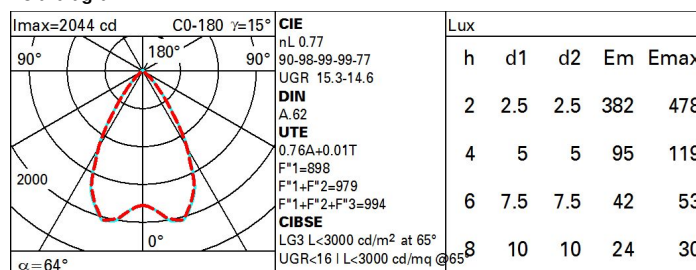 Imax=2044 cd C0-180 γ=15°
90° 180° 90°
2000
0°
α=64°
CIE
nL 0.77
90-98-99-99-77
UGR 15.3-14.6
DIN
A.62
UTE
0.76A+0.01T
F"1=898
F"1+F"2=979
F"1+F"2+F"3=994
CIBSE
LG3 L<3000 cd/m² at 65°
UGR<16 | L<3000 cd/mq @65°
Lux
h d1 d2 Em Emax
2 2.5 2.5 382 478
4 5 5 95 119
6 7.5 7.5 42 53
8 10 10 24 30